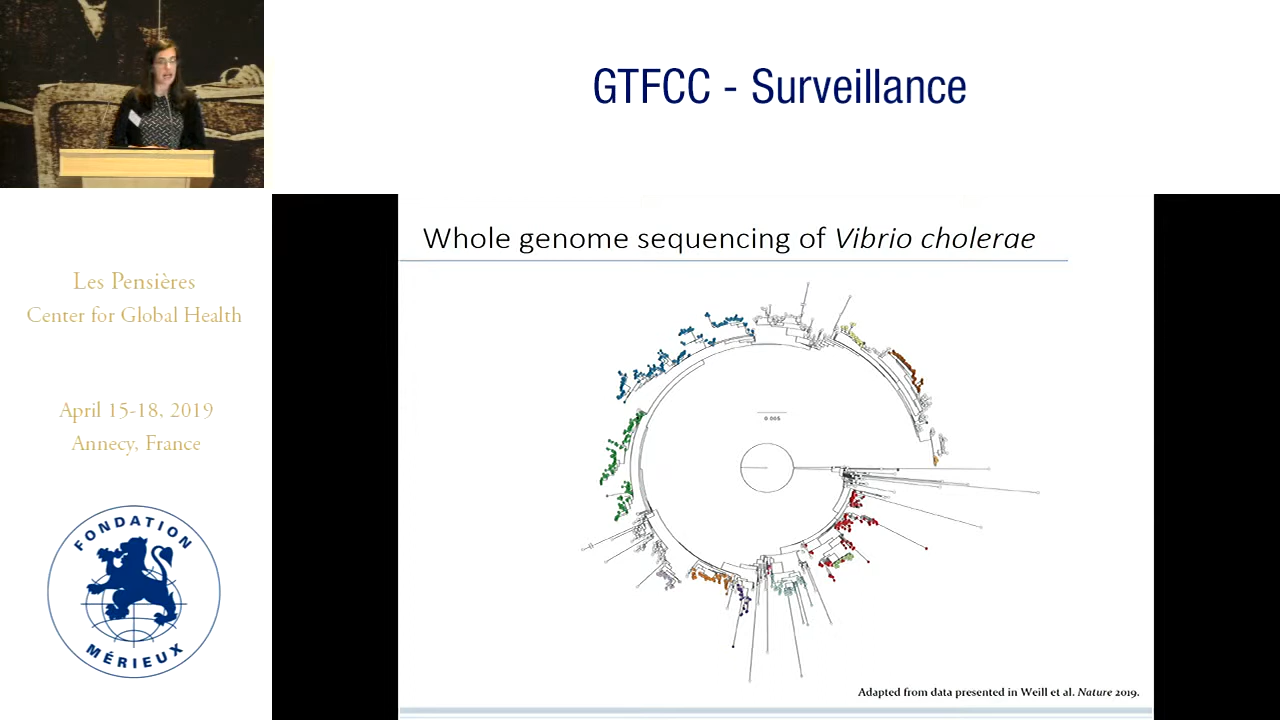 GTFCC - Surveillance
Les Pensières
Center for Global Health
April 15-18, 2019
Annecy, France
FONDATION
MÉRIEUX
Whole genome sequencing of Vibrio cholerae
0.005
Adapted from data presented in Weill et al. Nature 2019.